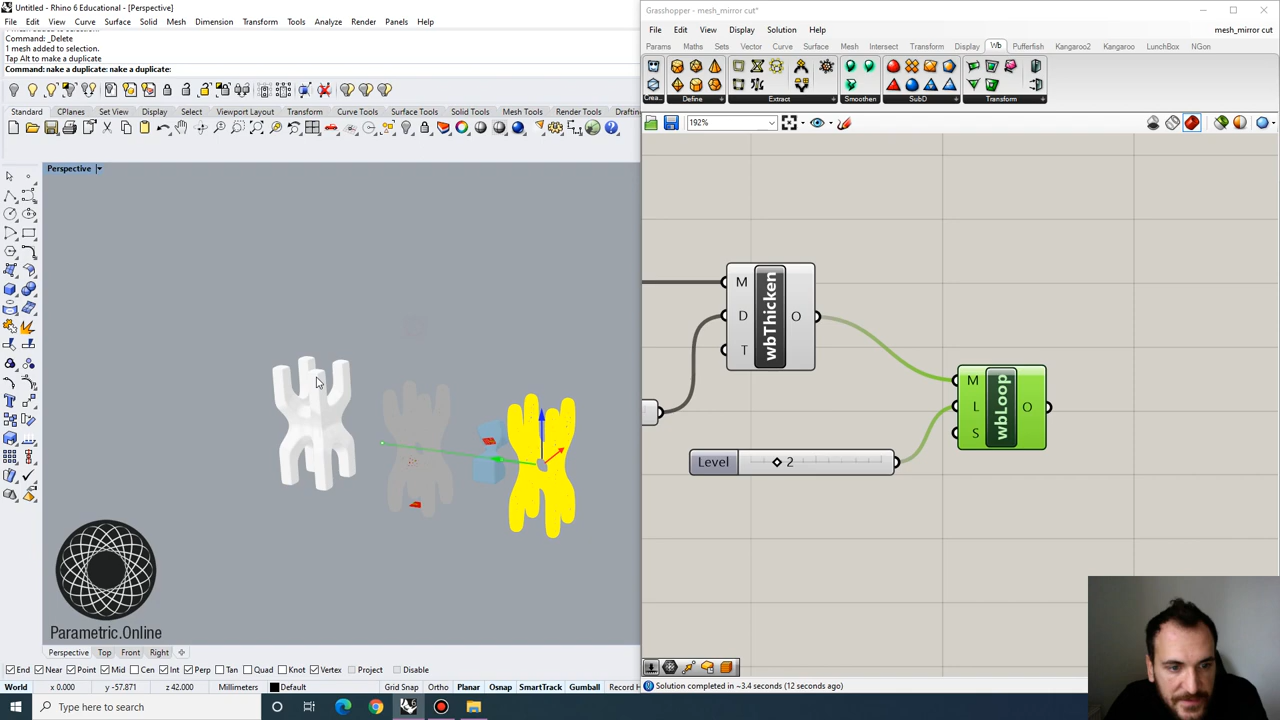 Untitled - Rhino 6 Educational - [Perspective]
File Edit View Curve Surface Solid Mesh Dimension Transform Tools Analyze Render Panels Help
Command: _Delete
1 mesh added to selection.
Tap Alt to make a duplicate
Command: nake a duplicate: nake a duplicate:
Standard CPlanes Set View Display Select Viewport Layout Visibility Transform Curve Tools Surface Tools Solid Tools Mesh Tools Render Tools Drafting
Perspective
Parametric.Online
Perspective Top Front Right
End Near Point Mid Cen Int Perp Tan Quad Knot Vertex Project Disable
World x 0.000 y -57.871 z 42.000 Millimeters Default Grid Snap Ortho Planar Osnap SmartTrack Gumball Record H
Type here to search
Grasshopper - mesh_mirror cut*
File Edit View Display Solution Help
mesh_mirror cut
Params Maths Sets Vector Curve Surface Mesh Intersect Transform Display Wb Pufferfish Kangaroo2 Kangaroo LunchBox NGon
Crea... Define Extract Smoothen SubD Transform
192%
M
D
T
wbThicken
O
M
L
S
wbLoop
O
Level 2
Solution completed in ~3.4 seconds (12 seconds ago)